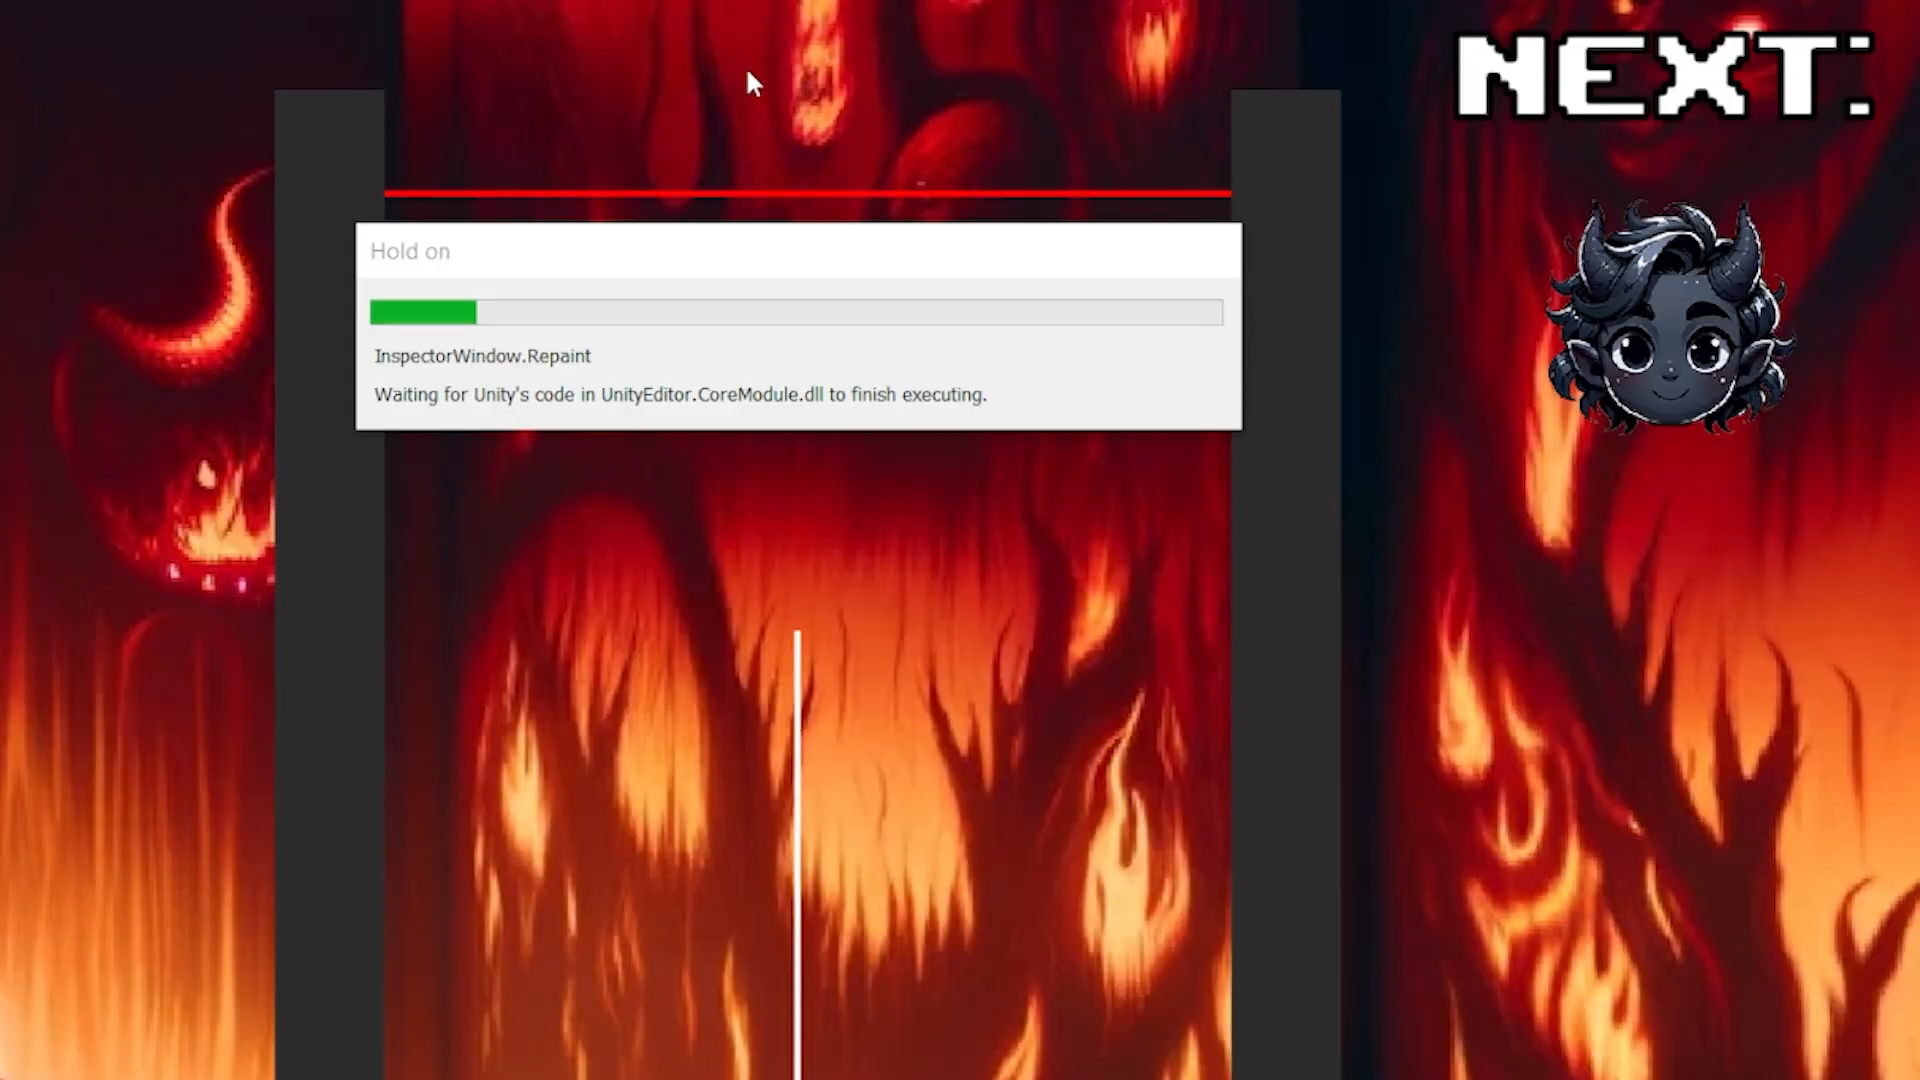 NEXT:
Hold on
InspectorWindow.Repaint
Waiting for Unity's code in UnityEditor.CoreModule.dll to finish executing.